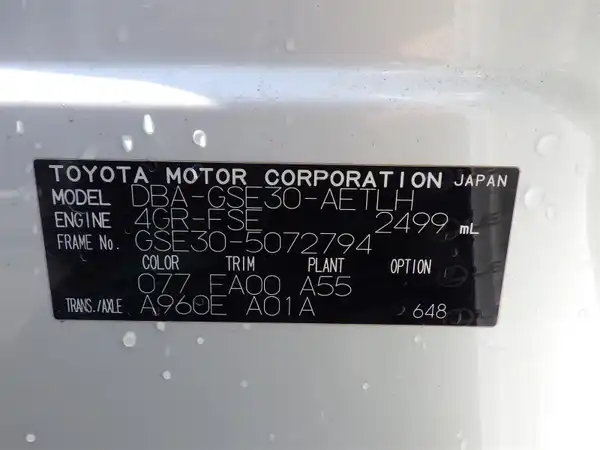 TOYOTA MOTOR CORPORATION JAPAN
MODEL DBA-GSE30-AETLH
ENGINE 4GR-FSE 2499 mL
FRAME No. GSE30-5072794
COLOR TRIM PLANT OPTION
077 FA00 A55
TRANS./AXLE A960E A01A 648